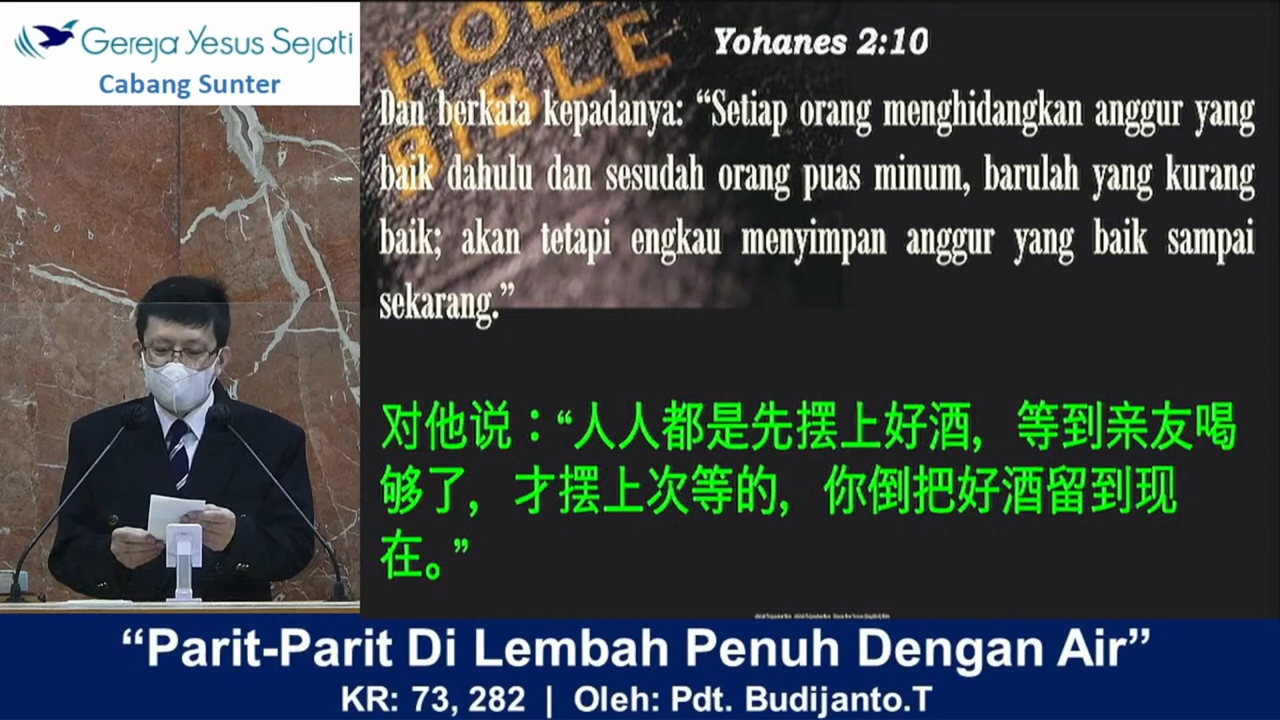 Gereja Yesus Sejati
Cabang Sunter
HOLY
BIBLE
Yohanes 2:10
Dan berkata kepadanya: “Setiap orang menghidangkan anggur yang
baik dahulu dan sesudah orang puas minum, barulah yang kurang
baik; akan tetapi engkau menyimpan anggur yang baik sampai
sekarang.”
对他说：“人人都是先摆上好酒，等到亲友喝
够了，才摆上次等的，你倒把好酒留到现
在。”
“Parit-Parit Di Lembah Penuh Dengan Air”
KR: 73, 282 | Oleh: Pdt. Budijanto.T